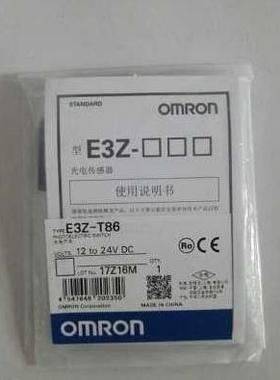 STANDARD
OMRON
型 E3Z-□□□
光电传感器
使用说明书
TYPE E3Z-T86
PHOTOELECTRIC SWITCH
VOLTS 12 to 24V DC
LOT No. 17Z16M
QTY. 1
OMRON
OMRON Corporation
MADE IN CHINA